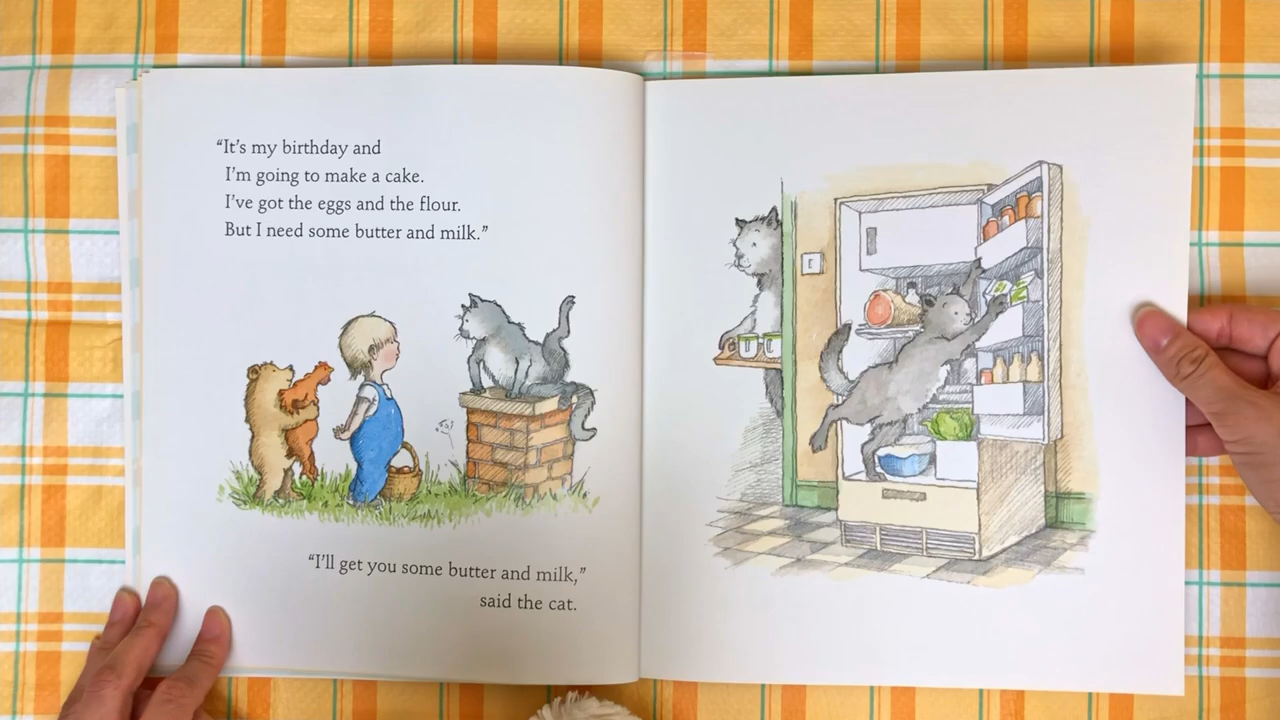 “It’s my birthday and
I’m going to make a cake.
I’ve got the eggs and the flour.
But I need some butter and milk.”
“I’ll get you some butter and milk,”
said the cat.